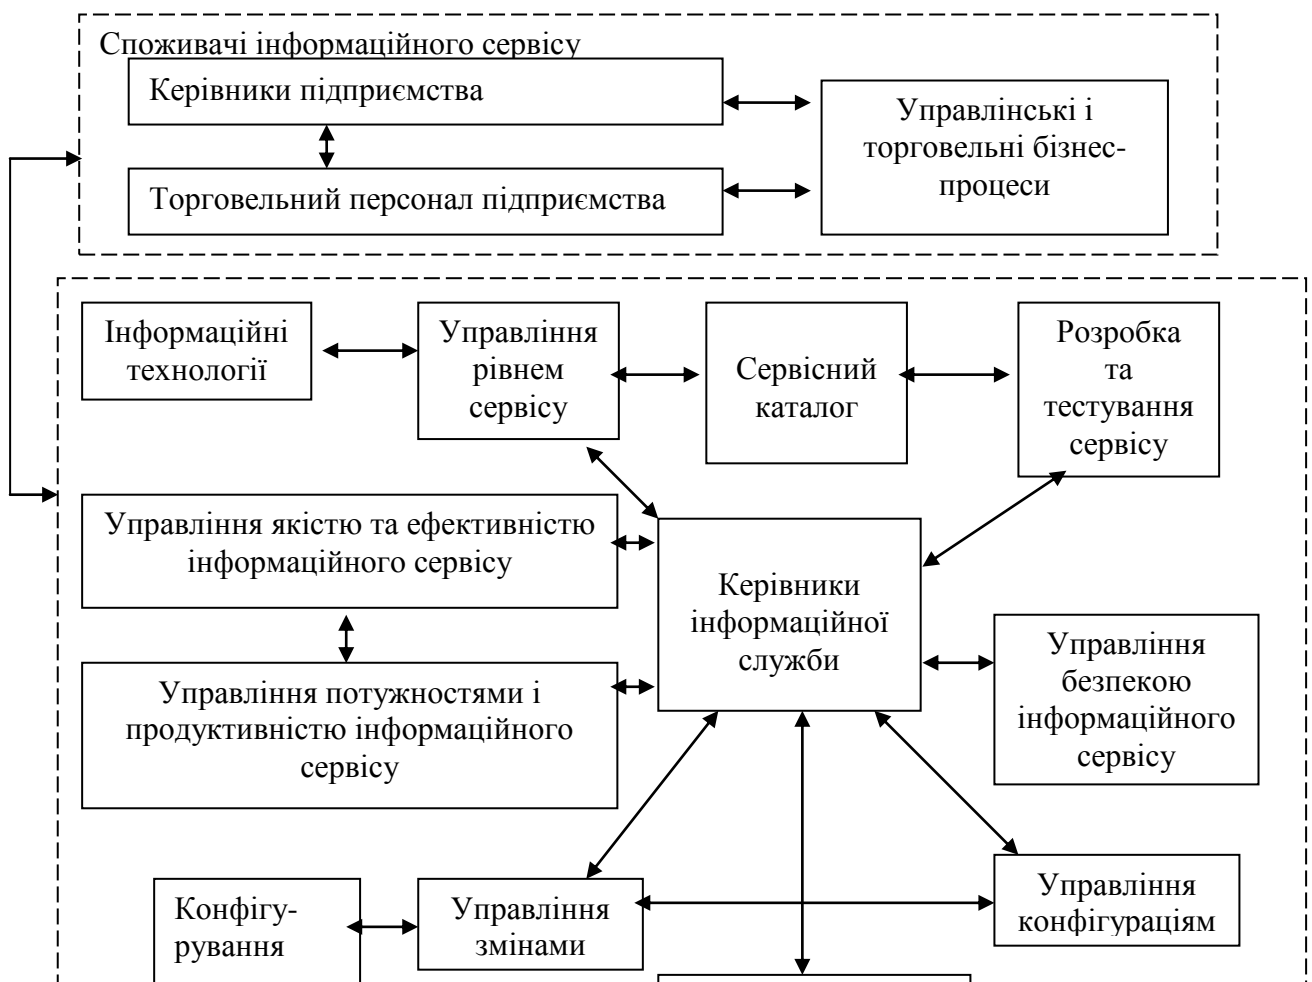 Споживачі інформаційного сервісу
Керівники підприємства
Управлінські і
торговельні бізнес-
процеси
Торговельний персонал підприємства
Інформаційні
технології
Управління
рівнем
сервісу
Сервісний
каталог
Розробка
та
тестування
сервісу
Управління якістю та ефективністю
інформаційного сервісу
Керівники
інформаційної
служби
Управління
безпекою
інформаційного
сервісу
Управління потужностями і
продуктивністю інформаційного
сервісу
Конфігу-
рування
Управління
змінами
Управління
конфігураціям